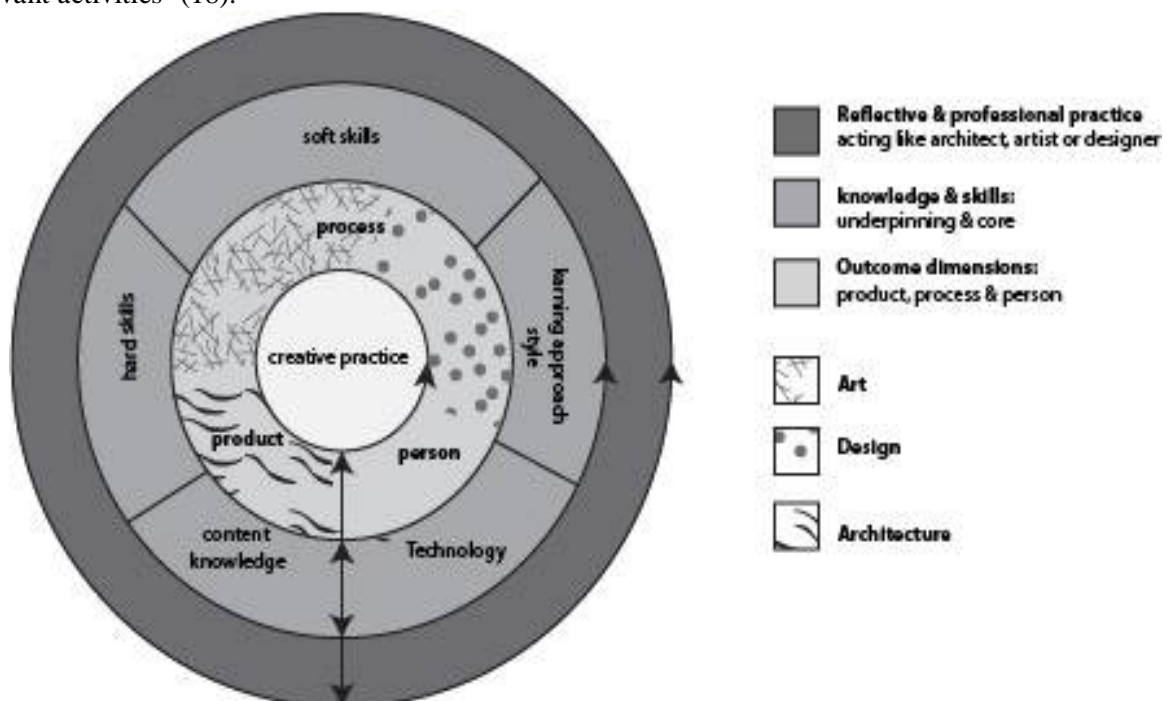 vant activities" (18).
soft skills
process
hard skills
learning approach
style
creative practice
product
person
content
knowledge
Technology
Reflective & professional practice
acting like architect, artist or designer
knowledge & skills:
underpinning & core
Outcome dimensions:
product, process & person
Art
Design
Architecture